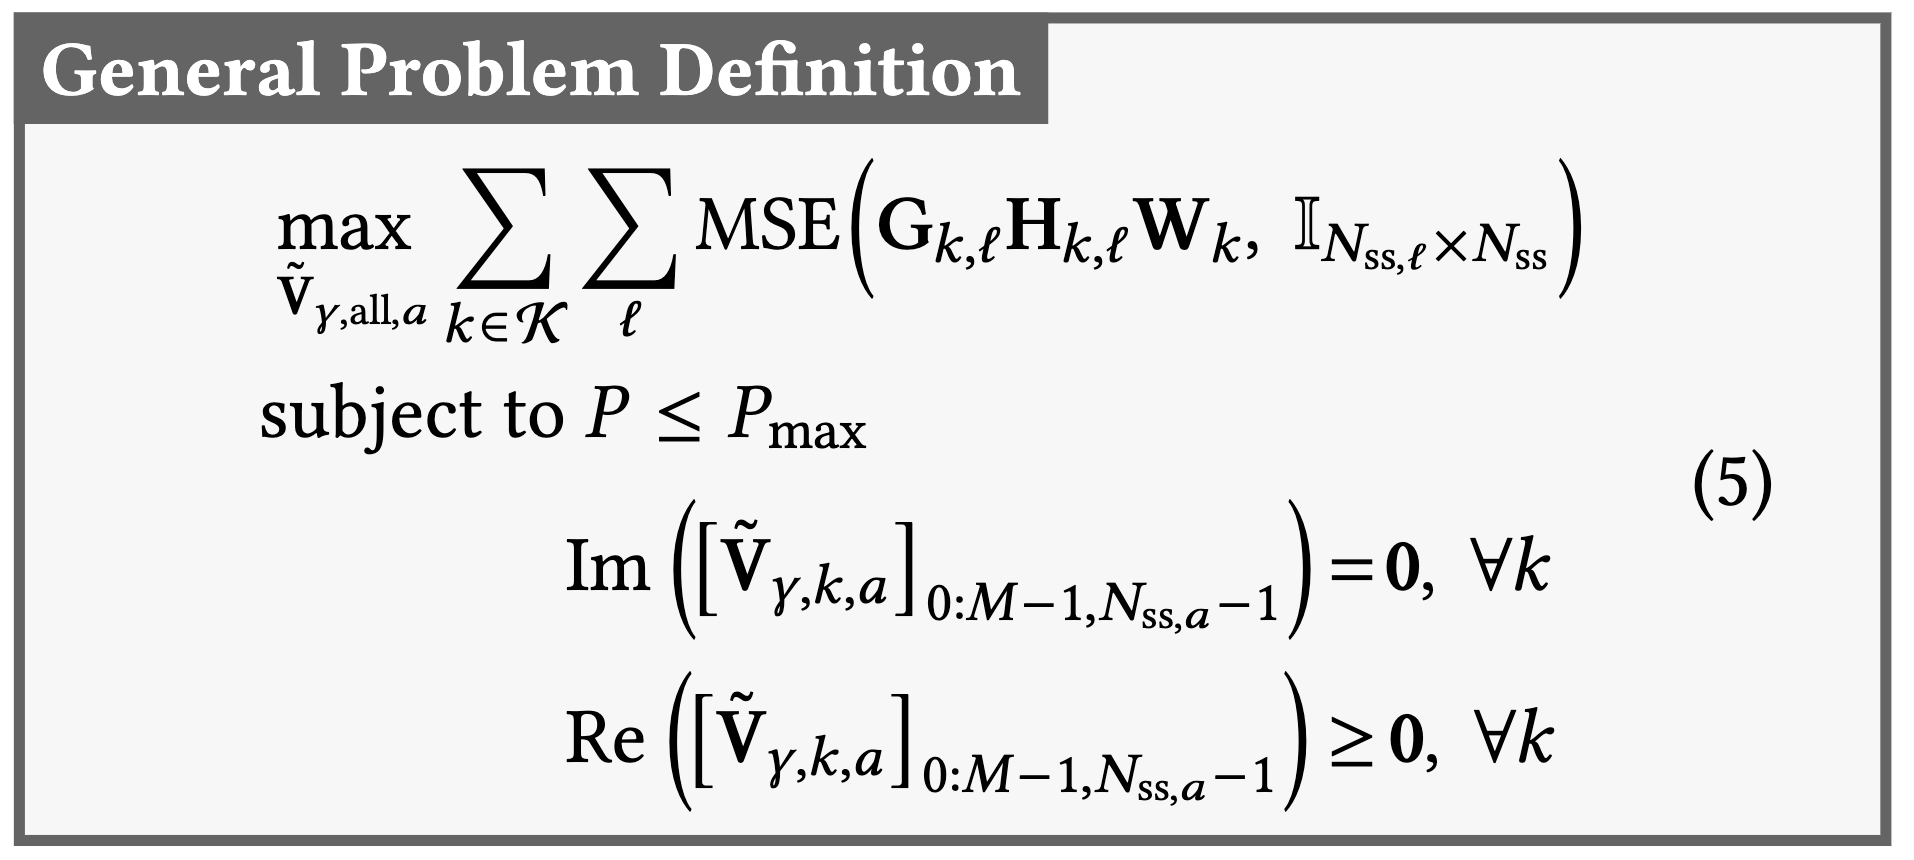 General Problem Definition
max_{Ṽ_{γ,all,a}} ∑_{k∈𝒦} ∑_ℓ MSE(G_{k,ℓ}H_{k,ℓ}W_k, 𝕀_{N_{ss,ℓ}×N_{ss}})
subject to P ≤ P_max
(5)
Im([Ṽ_{γ,k,a}]_{0:M−1,N_{ss,a}−1}) = 0, ∀k
Re([Ṽ_{γ,k,a}]_{0:M−1,N_{ss,a}−1}) ≥ 0, ∀k